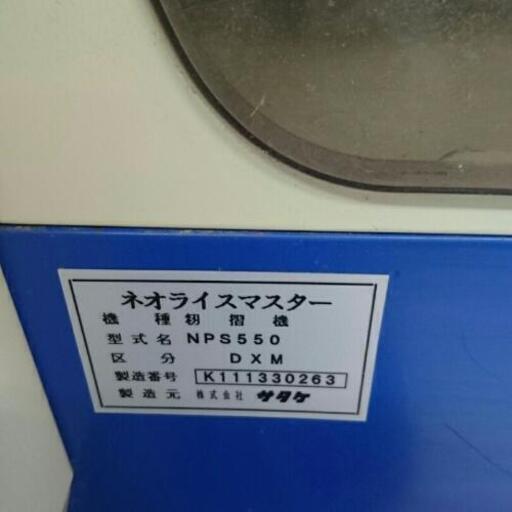 ネオライスマスター
機種 籾摺機
型式名 NPS550
区分 DXM
製造番号 K111330263
製造元 株式会社 サタケ